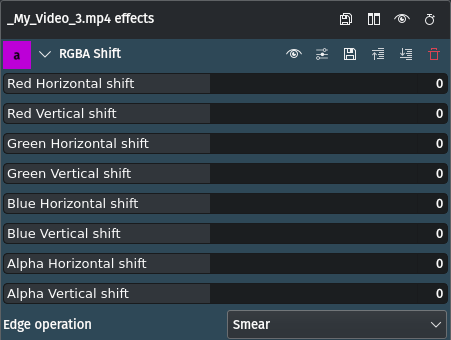 _My_Video_3.mp4 effects
a RGBA Shift
Red Horizontal shift 0
Red Vertical shift 0
Green Horizontal shift 0
Green Vertical shift 0
Blue Horizontal shift 0
Blue Vertical shift 0
Alpha Horizontal shift 0
Alpha Vertical shift 0
Edge operation Smear